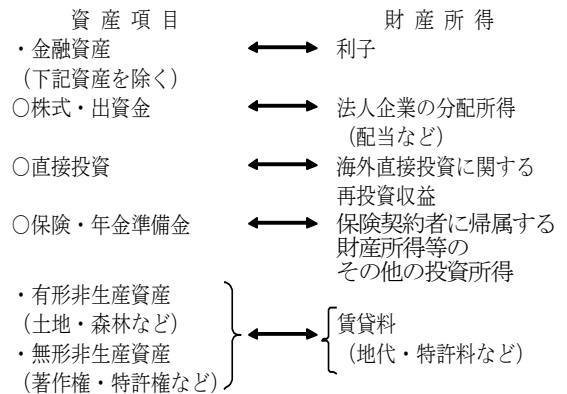 資産項目 財産所得
・金融資産 利子
（下記資産を除く）
○株式・出資金 法人企業の分配所得
（配当など）
○直接投資 海外直接投資に関する
再投資収益
○保険・年金準備金 保険契約者に帰属する
財産所得等の
その他の投資所得
・有形非生産資産
（土地・森林など） 賃貸料
・無形非生産資産 （地代・特許料など）
（著作権・特許権など）